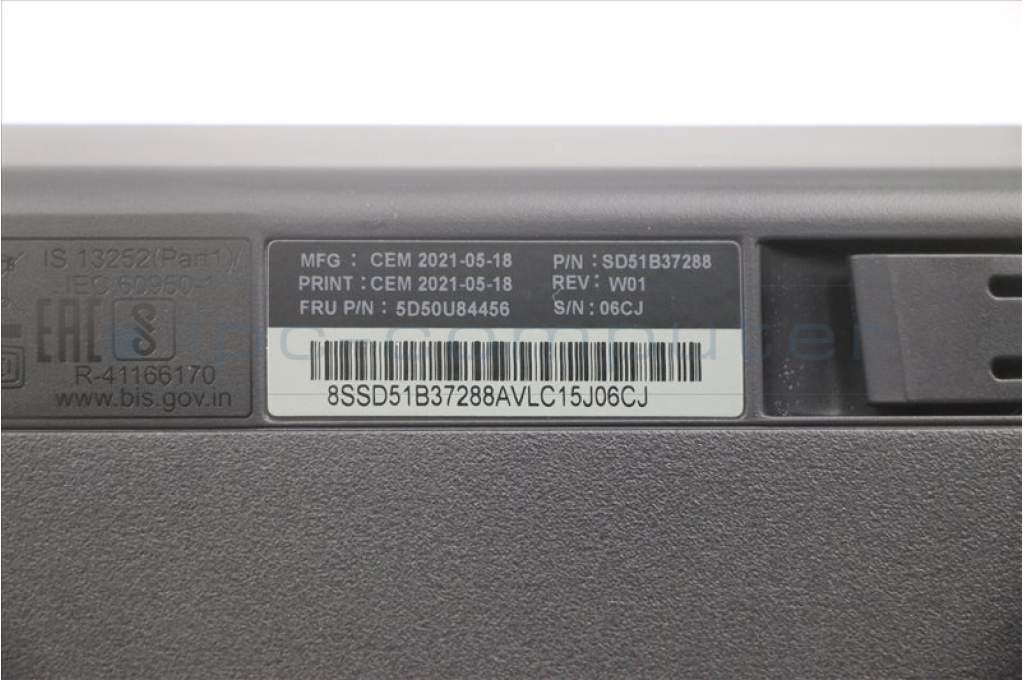 IS 13252(Part1)/
IEC 60950-1
EAC
R-41166170
www.bis.gov.in
MFG : CEM 2021-05-18
PRINT : CEM 2021-05-18
FRU P/N : 5D50U84456
P/N : SD51B37288
REV : W01
S/N : 06CJ
8SSD51B37288AVLC15J06CJ